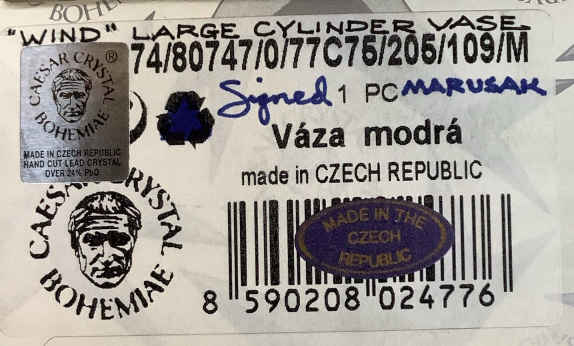 "WIND" LARGE CYLINDER VASE
74/80747/0/77C75/205/109/M
CAESAR CRYSTAL ®
BOHEMIAE
MADE IN CZECH REPUBLIC
HAND CUT LEAD CRYSTAL
OVER 24% PbO
Signed 1 PC MARUSAK
Váza modrá
made in CZECH REPUBLIC
CAESAR CRYSTAL
BOHEMIAE
MADE IN THE
CZECH
REPUBLIC
8 590208 024776